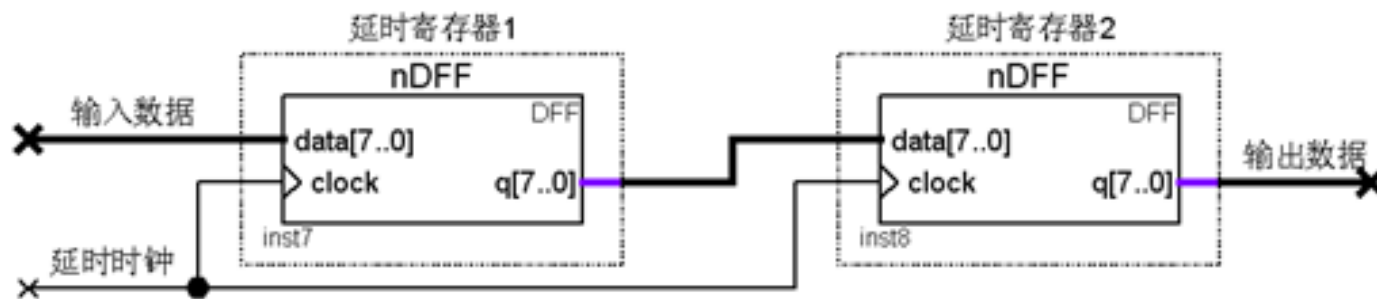 延时寄存器1
延时寄存器2
nDFF
nDFF
DFF
DFF
输入数据
data[7..0]
data[7..0]
输出数据
clock
q[7..0]
clock
q[7..0]
inst7
inst8
延时时钟